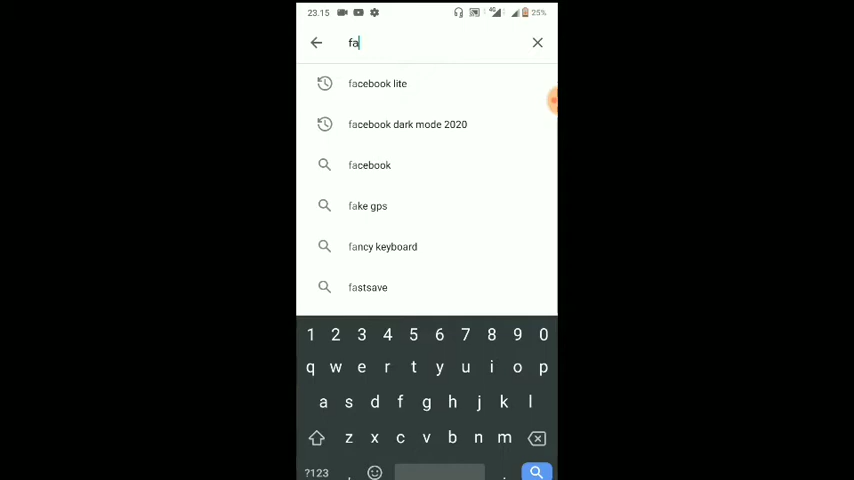 23.15 4G 25%
fa
facebook lite
facebook dark mode 2020
facebook
fake gps
fancy keyboard
fastsave
1 2 3 4 5 6 7 8 9 0
q w e r t y u i o p
a s d f g h j k l
z x c v b n m
?123 , .